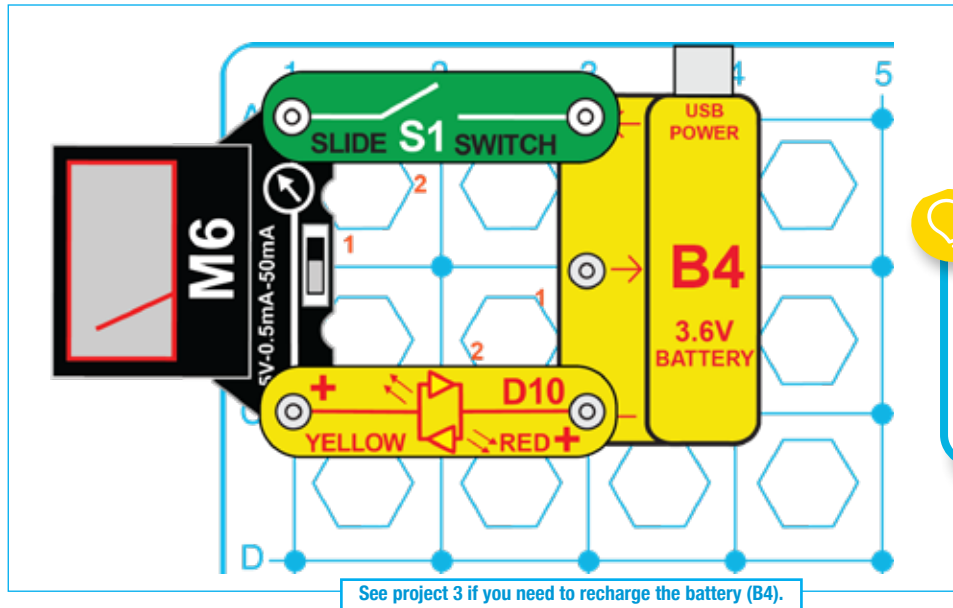 1 2 3 4 5
A
SLIDE S1 SWITCH
USB
POWER
2
M6
1
5V-0.5mA-50mA
B4
1
3.6V
BATTERY
2
C
+ D10
YELLOW RED +
D
See project 3 if you need to recharge the battery (B4).